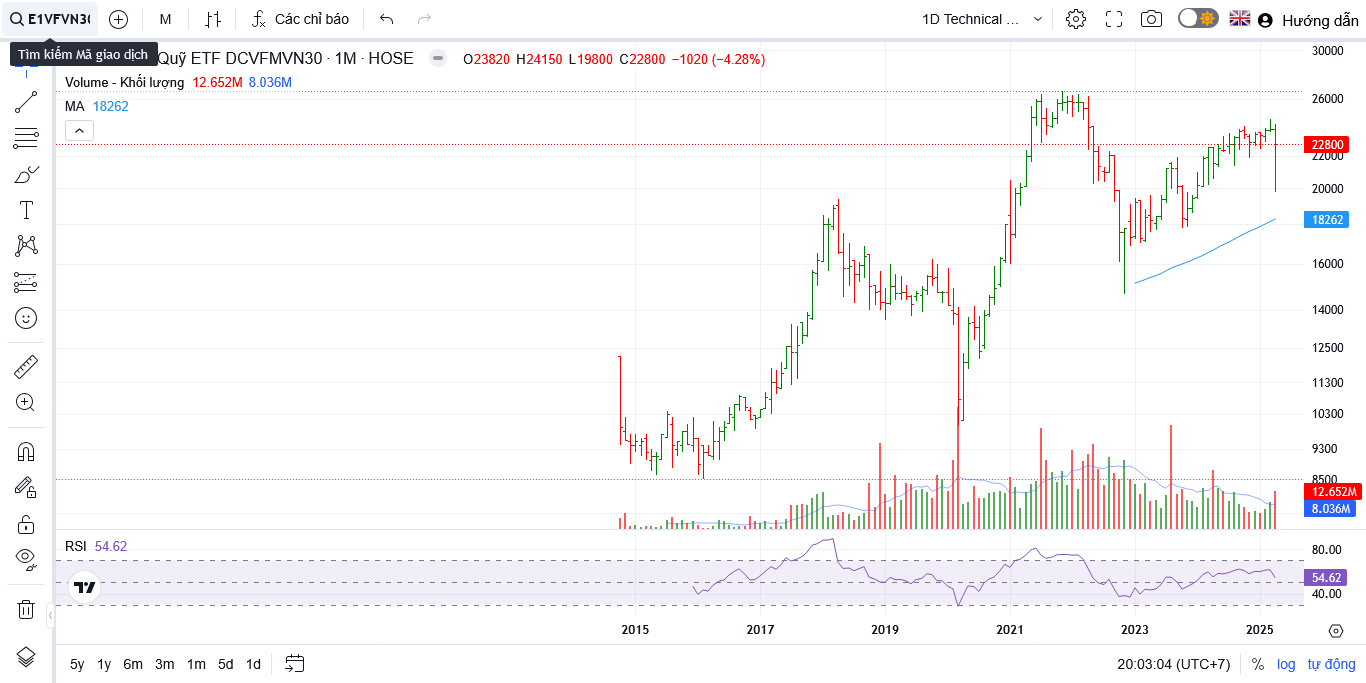 E1VFVN30
M
Các chỉ báo
1D Technical ...
Hướng dẫn
Tìm kiếm Mã giao dịch
Quỹ ETF DCVFMVN30 · 1M · HOSE
O23820 H24150 L19800 C22800 −1020 (−4.28%)
Volume - Khối lượng 12.652M 8.036M
MA 18262
30000
26000
22800
22000
20000
18262
16000
14000
12500
11300
10300
9300
8500
12.652M
8.036M
RSI 54.62
80.00
54.62
40.00
2015 2017 2019 2021 2023 2025
5y 1y 6m 3m 1m 5d 1d
20:03:04 (UTC+7) % log tự động